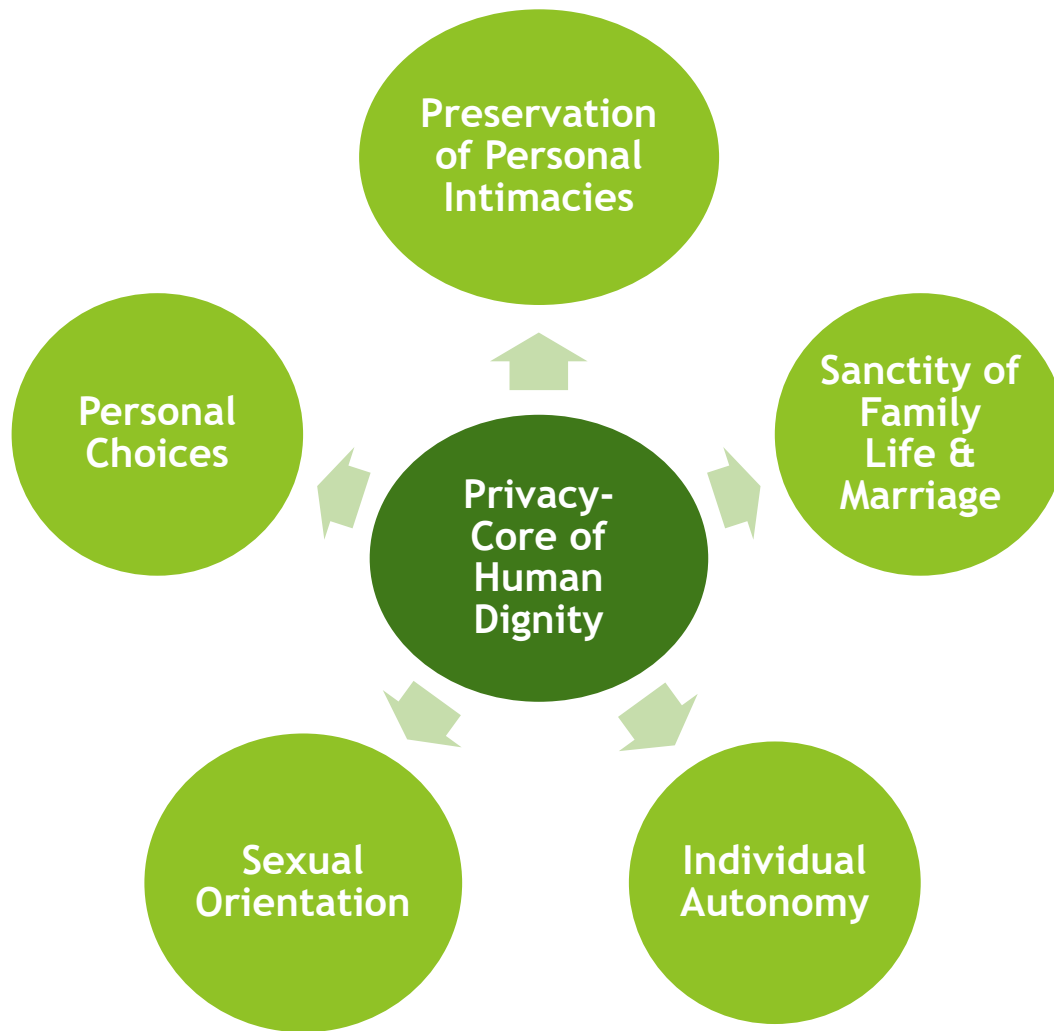 Preservation
of Personal
Intimacies
Sanctity of
Family
Life &
Marriage
Personal
Choices
Privacy-
Core of
Human
Dignity
Sexual
Orientation
Individual
Autonomy